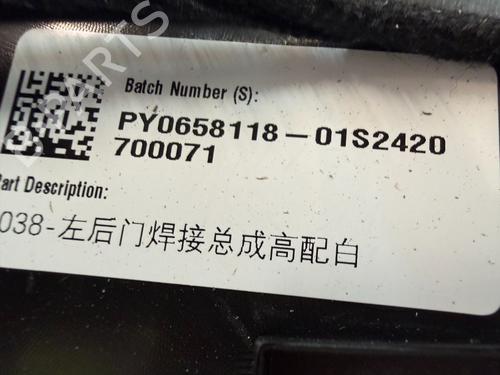 Batch Number (S):
PY0658118-01S2420
700071
Part Description:
038-左后门焊接总成高配白